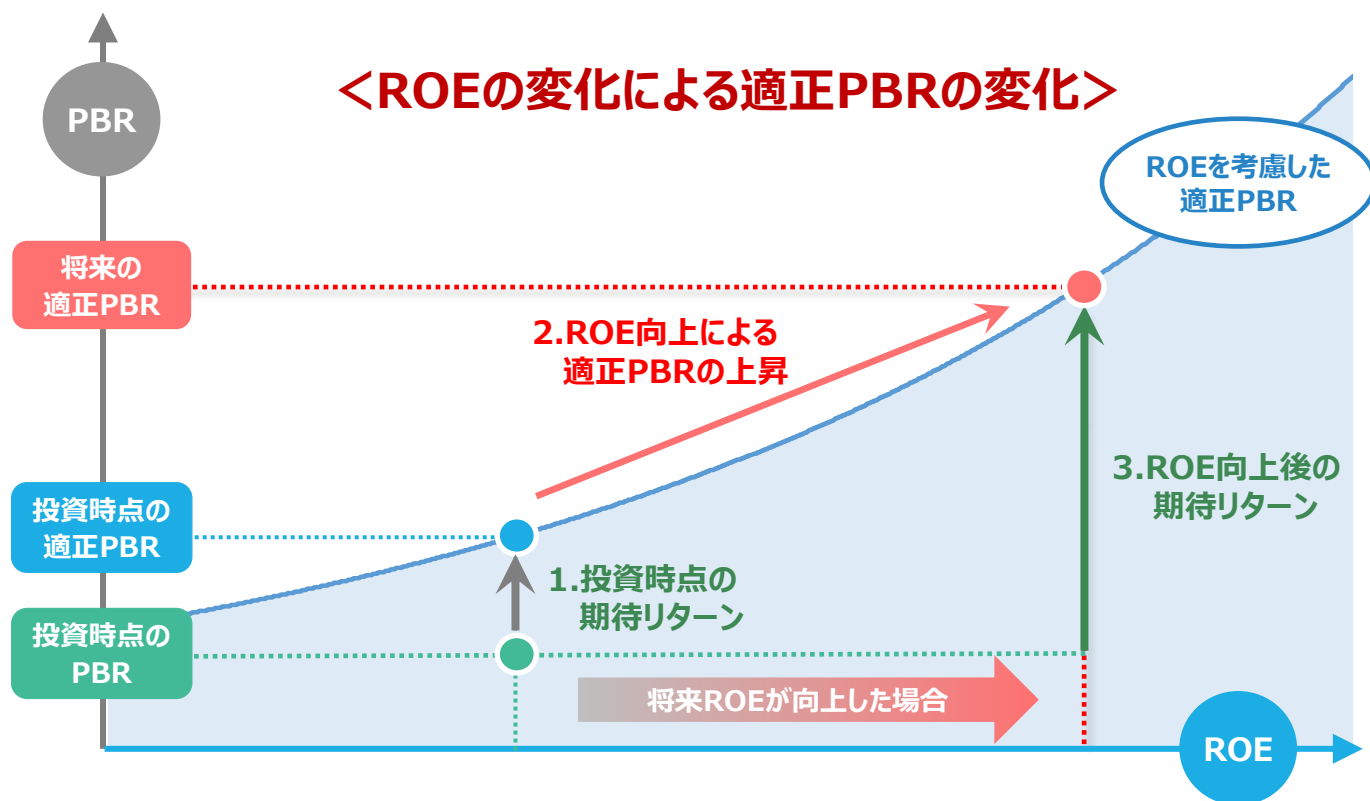 <ROEの変化による適正PBRの変化>
PBR
ROEを考慮した
適正PBR
将来の
適正PBR
2.ROE向上による
適正PBRの上昇
3.ROE向上後の
期待リターン
投資時点の
適正PBR
1.投資時点の
期待リターン
投資時点の
PBR
将来ROEが向上した場合
ROE